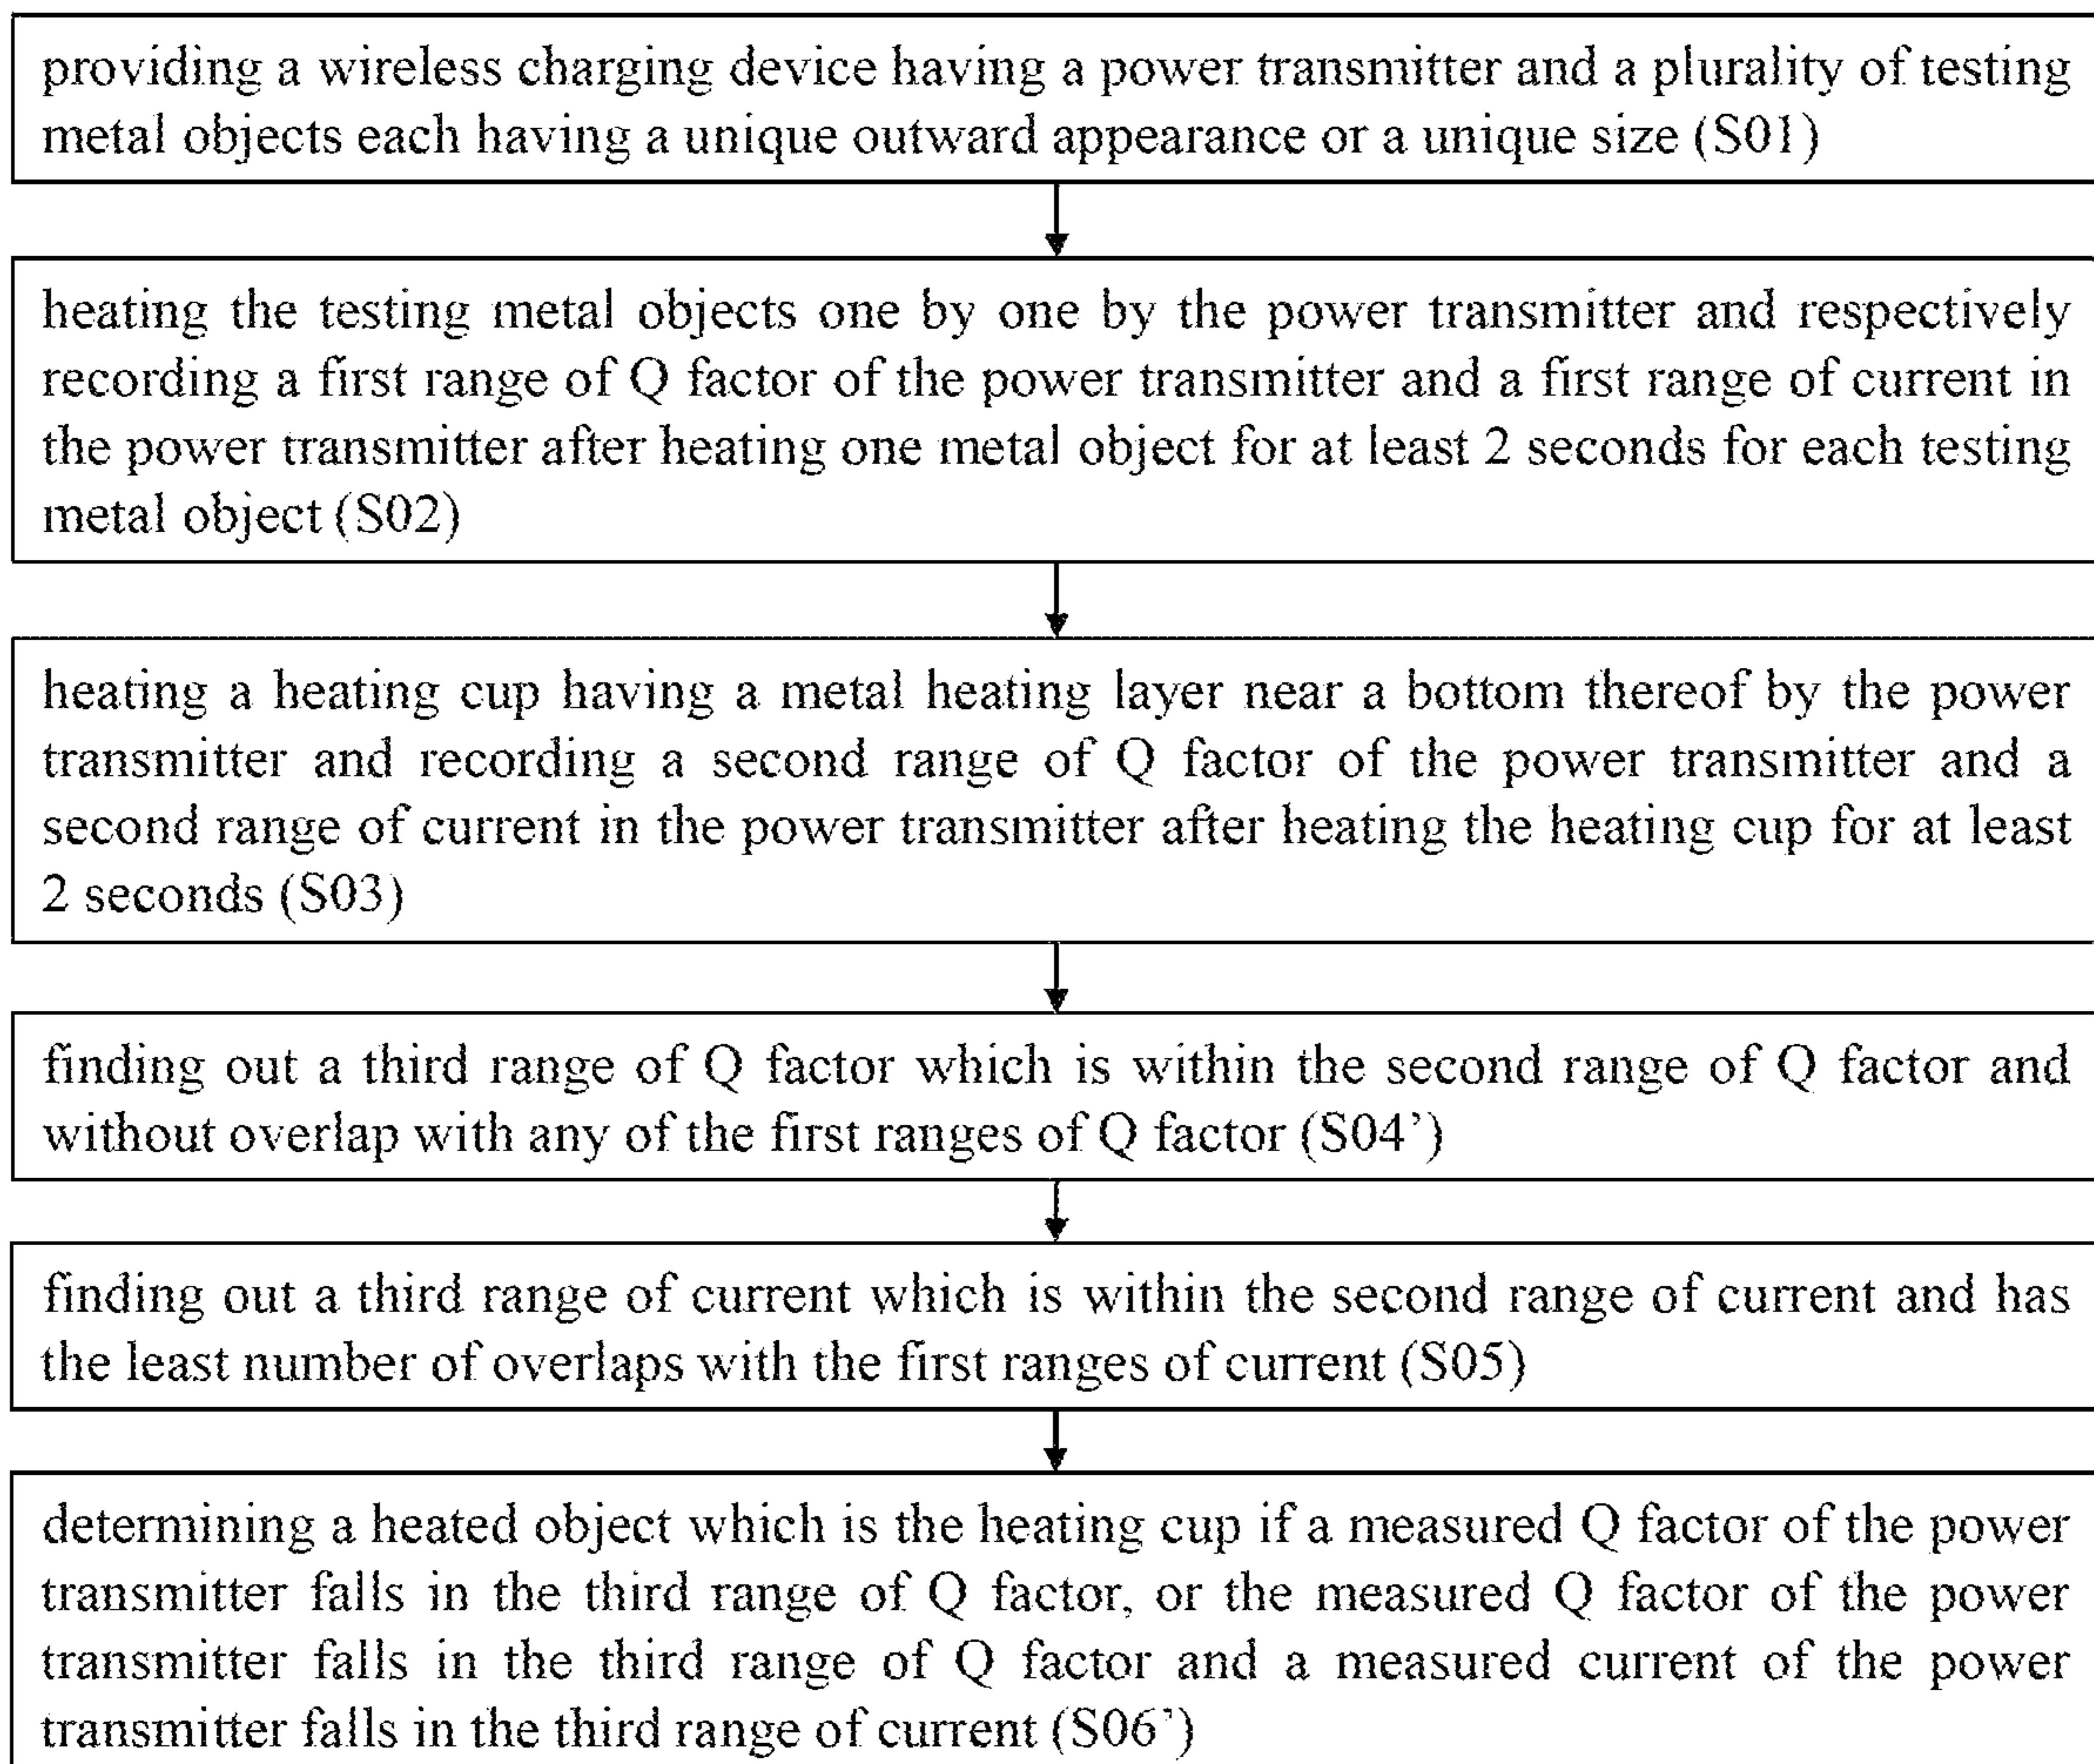 providing a wireless charging device having a power transmitter and a plurality of testing
metal objects each having a unique outward appearance or a unique size (S01)
heating the testing metal objects one by one by the power transmitter and respectively
recording a first range of Q factor of the power transmitter and a first range of current in
the power transmitter after heating one metal object for at least 2 seconds for each testing
metal object (S02)
heating a heating cup having a metal heating layer near a bottom thereof by the power
transmitter and recording a second range of Q factor of the power transmitter and a
second range of current in the power transmitter after heating the heating cup for at least
2 seconds (S03)
finding out a third range of Q factor which is within the second range of Q factor and
without overlap with any of the first ranges of Q factor (S04’)
finding out a third range of current which is within the second range of current and has
the least number of overlaps with the first ranges of current (S05)
determining a heated object which is the heating cup if a measured Q factor of the power
transmitter falls in the third range of Q factor, or the measured Q factor of the power
transmitter falls in the third range of Q factor and a measured current of the power
transmitter falls in the third range of current (S06’)